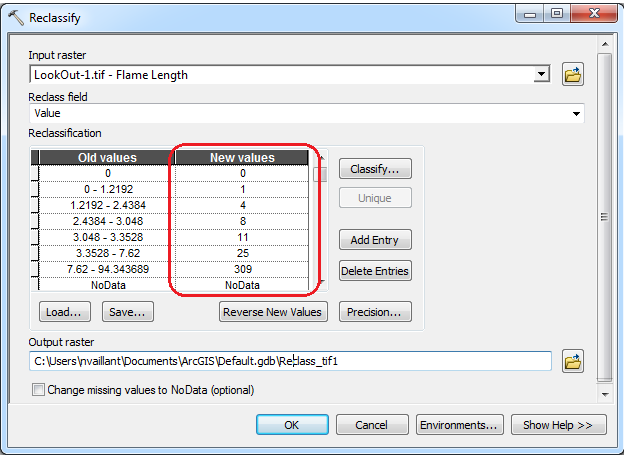 Reclassify
Input raster
LookOut-1.tif - Flame Length
Reclass field
Value
Reclassification
Old values New values
0 0
0 - 1.2192 1
1.2192 - 2.4384 4
2.4384 - 3.048 8
3.048 - 3.3528 11
3.3528 - 7.62 25
7.62 - 94.343689 309
NoData NoData
Classify...
Unique
Add Entry
Delete Entries
Load... Save... Reverse New Values Precision...
Output raster
C:\Users\nvaillant\Documents\ArcGIS\Default.gdb\Reclass_tif1
Change missing values to NoData (optional)
OK Cancel Environments... Show Help >>